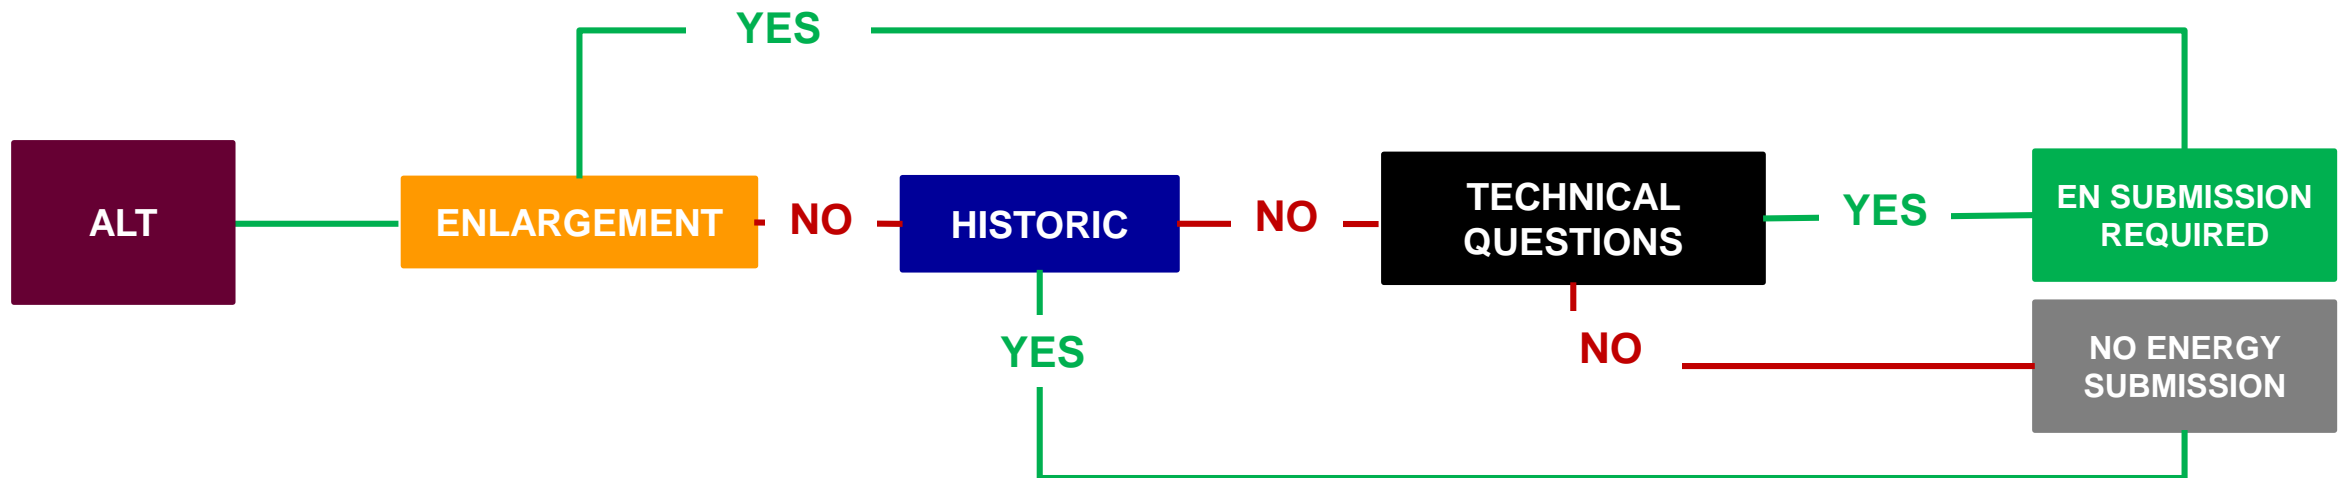 YES
ALT
ENLARGEMENT
NO
HISTORIC
NO
TECHNICAL
QUESTIONS
YES
EN SUBMISSION
REQUIRED
YES
NO
NO ENERGY
SUBMISSION